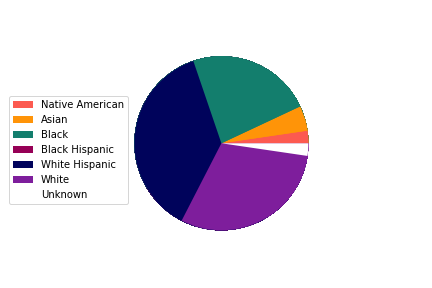 Native American
Asian
Black
Black Hispanic
White Hispanic
White
Unknown